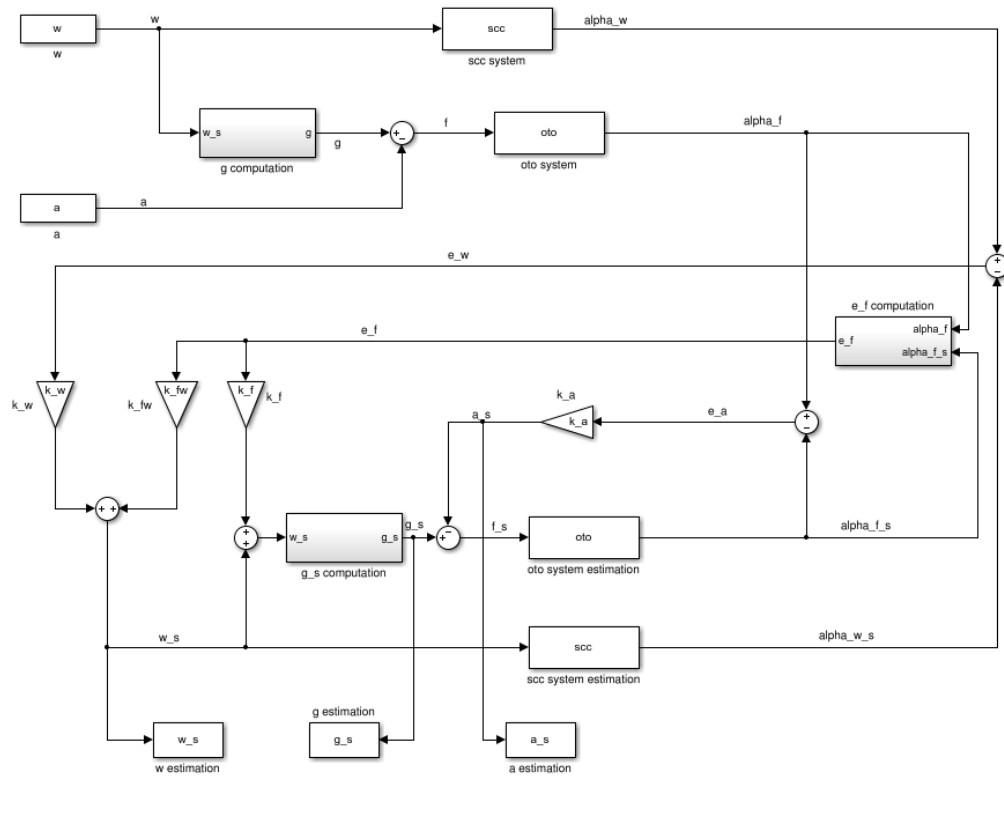 w
alpha_w
w
scc
w
scc system
alpha_f
f
w_s
g
+
−
oto
g
g computation
oto system
a
a
a
e_w
+
−
e_f computation
e_f
alpha_f
e_f
alpha_f_s
k_w
k_fw
k_f
k_w
k_fw
k_f
k_a
a_s
k_a
e_a
+
−
+ +
+
+
w_s
g_s
g_s
−
+
f_s
oto
alpha_f_s
g_s computation
oto system estimation
w_s
scc
alpha_w_s
scc system estimation
g estimation
w_s
g_s
a_s
w estimation
a estimation